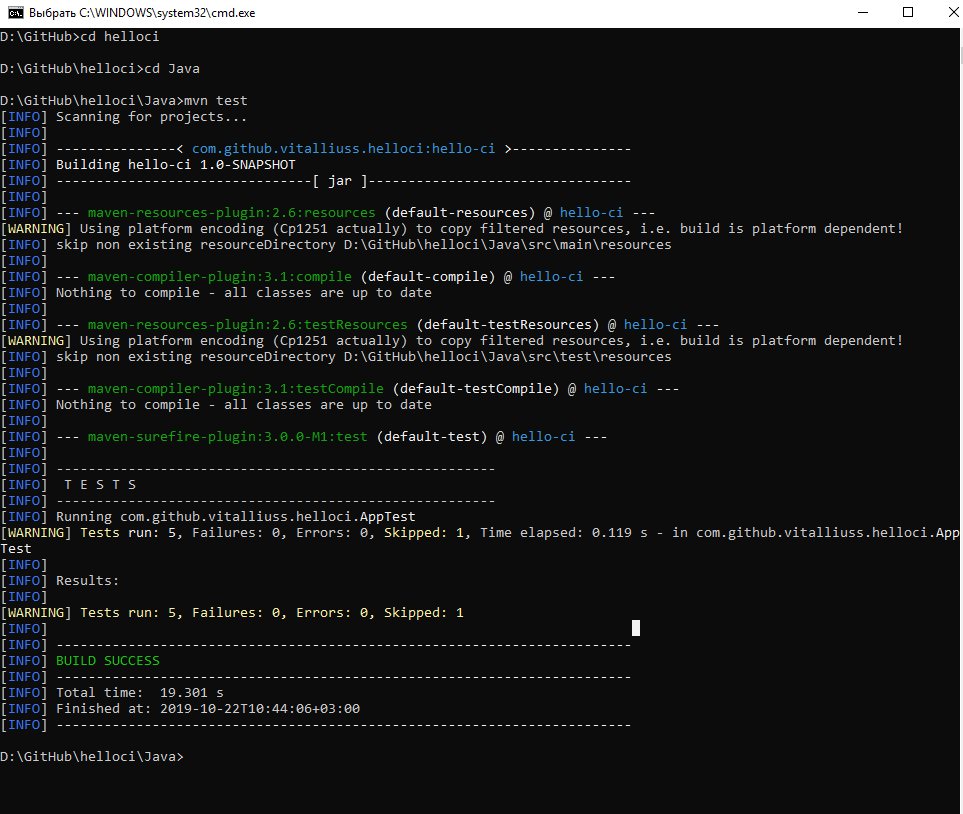 Выбрать C:\WINDOWS\system32\cmd.exe
D:\GitHub>cd helloci
D:\GitHub\helloci>cd Java
D:\GitHub\helloci\Java>mvn test
[INFO] Scanning for projects...
[INFO]
[INFO] ---------------< com.github.vitalliuss.helloci:hello-ci >---------------
[INFO] Building hello-ci 1.0-SNAPSHOT
[INFO] --------------------------------[ jar ]---------------------------------
[INFO]
[INFO] --- maven-resources-plugin:2.6:resources (default-resources) @ hello-ci ---
[WARNING] Using platform encoding (Cp1251 actually) to copy filtered resources, i.e. build is platform dependent!
[INFO] skip non existing resourceDirectory D:\GitHub\helloci\Java\src\main\resources
[INFO]
[INFO] --- maven-compiler-plugin:3.1:compile (default-compile) @ hello-ci ---
[INFO] Nothing to compile - all classes are up to date
[INFO]
[INFO] --- maven-resources-plugin:2.6:testResources (default-testResources) @ hello-ci ---
[WARNING] Using platform encoding (Cp1251 actually) to copy filtered resources, i.e. build is platform dependent!
[INFO] skip non existing resourceDirectory D:\GitHub\helloci\Java\src\test\resources
[INFO]
[INFO] --- maven-compiler-plugin:3.1:testCompile (default-testCompile) @ hello-ci ---
[INFO] Nothing to compile - all classes are up to date
[INFO]
[INFO] --- maven-surefire-plugin:3.0.0-M1:test (default-test) @ hello-ci ---
[INFO]
[INFO] -------------------------------------------------------
[INFO]  T E S T S
[INFO] -------------------------------------------------------
[INFO] Running com.github.vitalliuss.helloci.AppTest
[WARNING] Tests run: 5, Failures: 0, Errors: 0, Skipped: 1, Time elapsed: 0.119 s - in com.github.vitalliuss.helloci.App
Test
[INFO]
[INFO] Results:
[INFO]
[WARNING] Tests run: 5, Failures: 0, Errors: 0, Skipped: 1
[INFO]
[INFO] ------------------------------------------------------------------------
[INFO] BUILD SUCCESS
[INFO] ------------------------------------------------------------------------
[INFO] Total time:  19.301 s
[INFO] Finished at: 2019-10-22T10:44:06+03:00
[INFO] ------------------------------------------------------------------------
D:\GitHub\helloci\Java>